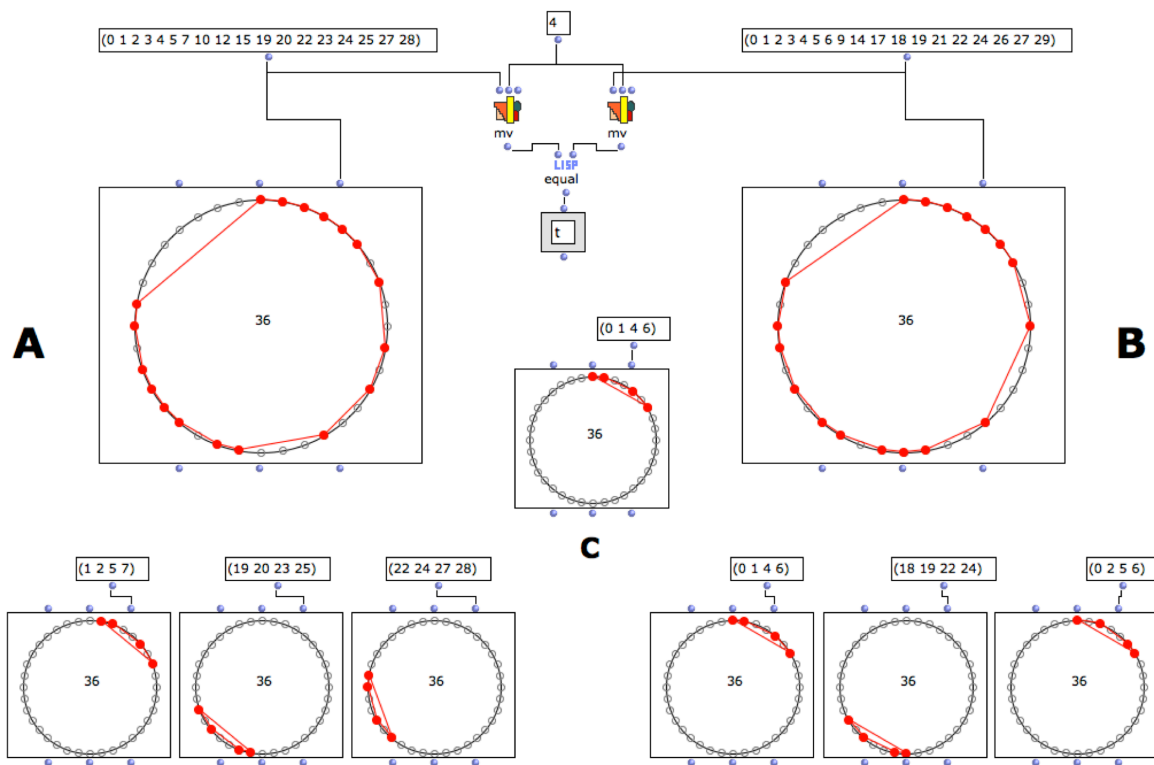 4
(0 1 2 3 4 5 7 10 12 15 19 20 22 23 24 25 27 28)
(0 1 2 3 4 5 6 9 14 17 18 19 21 22 24 26 27 29)
mv
mv
LISP
equal
t
36
36
A
B
(0 1 4 6)
36
C
(1 2 5 7)
(19 20 23 25)
(22 24 27 28)
(0 1 4 6)
(18 19 22 24)
(0 2 5 6)
36
36
36
36
36
36